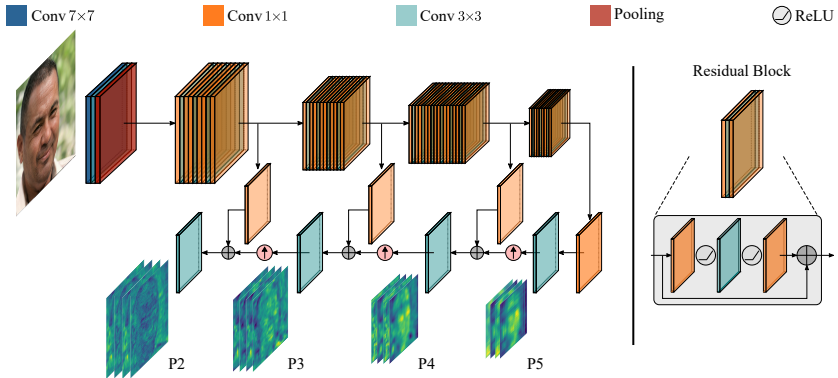 Conv 7×7
Conv 1×1
Conv 3×3
Pooling
ReLU
Residual Block
P2
P3
P4
P5